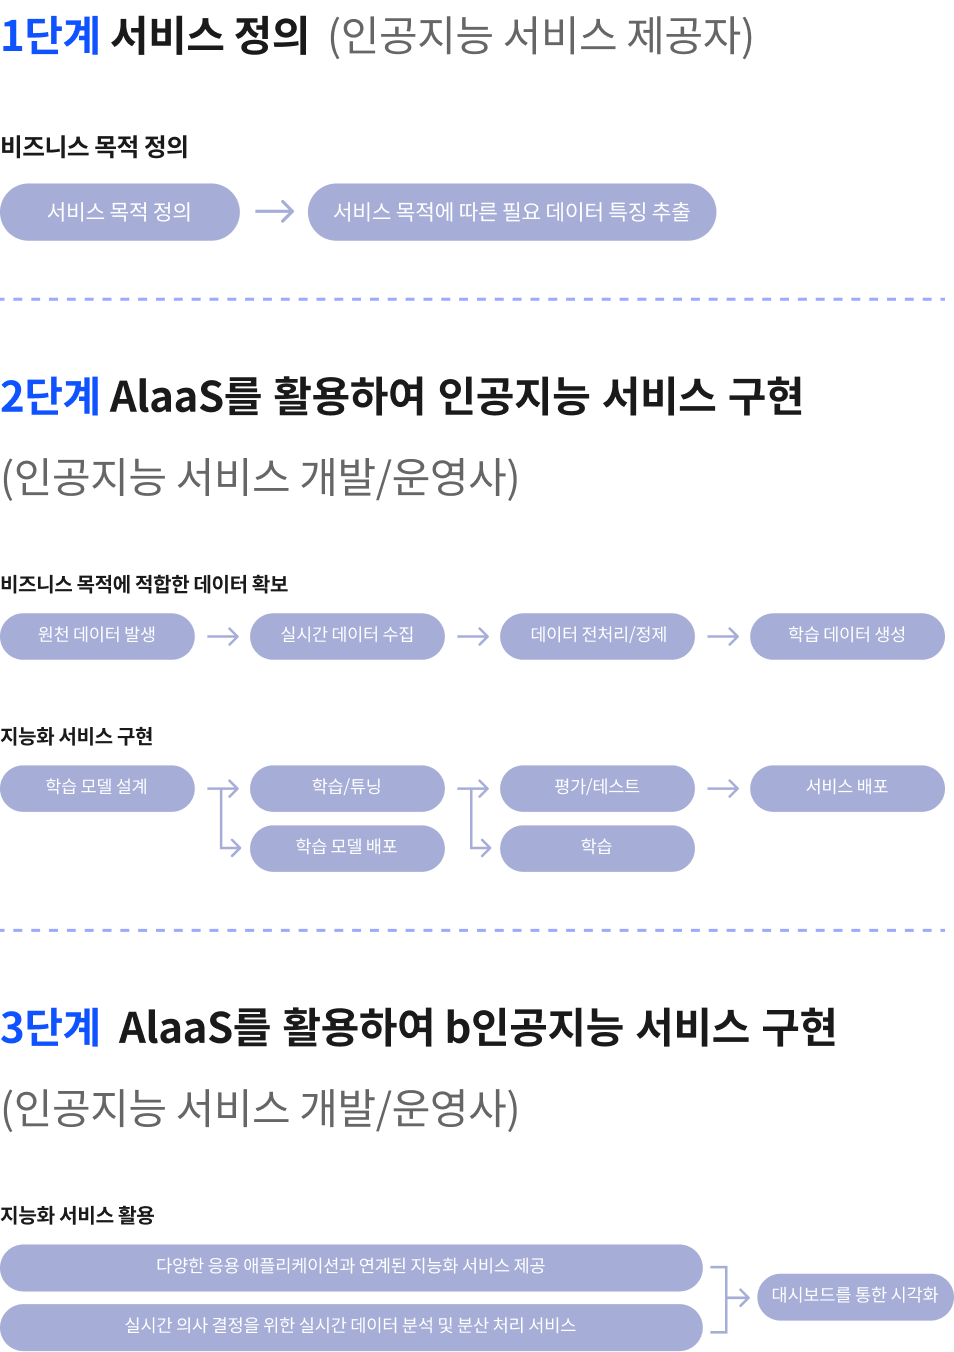 1단계 서비스 정의 (인공지능 서비스 제공자)
비즈니스 목적 정의
서비스 목적 정의
서비스 목적에 따른 필요 데이터 특징 추출
2단계 AlaaS를 활용하여 인공지능 서비스 구현
(인공지능 서비스 개발/운영사)
비즈니스 목적에 적합한 데이터 확보
원천 데이터 발생
실시간 데이터 수집
데이터 전처리/정제
학습 데이터 생성
지능화 서비스 구현
학습 모델 설계
학습/튜닝
평가/테스트
서비스 배포
학습 모델 배포
학습
3단계 AlaaS를 활용하여 b인공지능 서비스 구현
(인공지능 서비스 개발/운영사)
지능화 서비스 활용
다양한 응용 애플리케이션과 연계된 지능화 서비스 제공
실시간 의사 결정을 위한 실시간 데이터 분석 및 분산 처리 서비스
대시보드를 통한 시각화